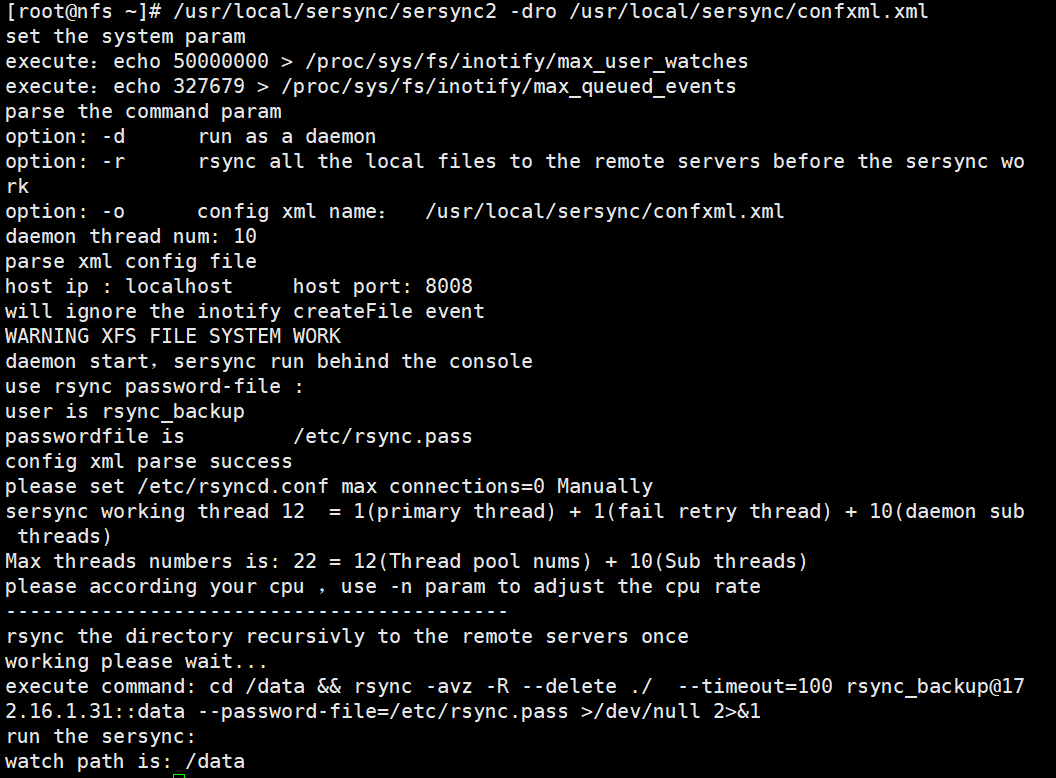 [root@nfs ~]# /usr/local/sersync/sersync2 -dro /usr/local/sersync/confxml.xml
set the system param
execute：echo 50000000 > /proc/sys/fs/inotify/max_user_watches
execute：echo 327679 > /proc/sys/fs/inotify/max_queued_events
parse the command param
option: -d      run as a daemon
option: -r      rsync all the local files to the remote servers before the sersync wo
rk
option: -o      config xml name：  /usr/local/sersync/confxml.xml
daemon thread num: 10
parse xml config file
host ip : localhost     host port: 8008
will ignore the inotify createFile event
WARNING XFS FILE SYSTEM WORK
daemon start，sersync run behind the console
use rsync password-file :
user is rsync_backup
passwordfile is         /etc/rsync.pass
config xml parse success
please set /etc/rsyncd.conf max connections=0 Manually
sersync working thread 12  = 1(primary thread) + 1(fail retry thread) + 10(daemon sub
 threads)
Max threads numbers is: 22 = 12(Thread pool nums) + 10(Sub threads)
please according your cpu ，use -n param to adjust the cpu rate
------------------------------------------
rsync the directory recursivly to the remote servers once
working please wait...
execute command: cd /data && rsync -avz -R --delete ./  --timeout=100 rsync_backup@17
2.16.1.31::data --password-file=/etc/rsync.pass >/dev/null 2>&1
run the sersync:
watch path is: /data